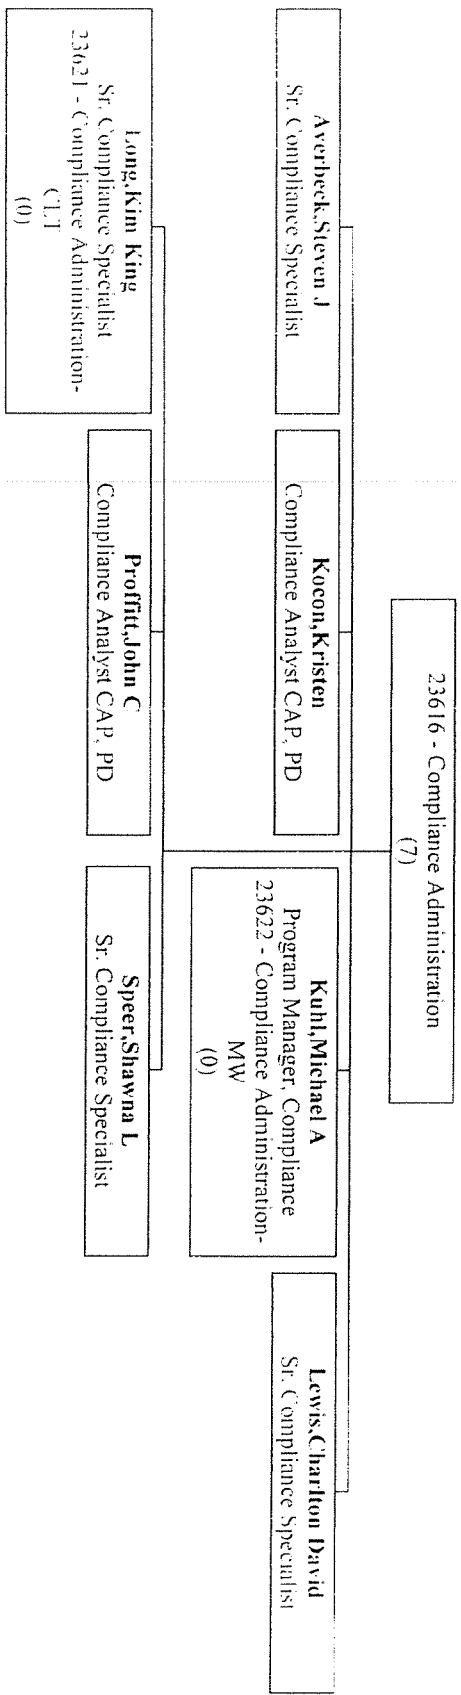 23616 - Compliance Administration
(7)
Averbeck,Steven J
Sr. Compliance Specialist
Kocon,Kristen
Compliance Analyst CAP, PD
Kuhl,Michael A
Program Manager, Compliance
23622 - Compliance Administration-
MW
(0)
Lewis,Charlton David
Sr. Compliance Specialist
Long,Kim King
Sr. Compliance Specialist
23621 - Compliance Administration-
CLT
(0)
Proffitt,John C
Compliance Analyst CAP, PD
Speer,Shawna L
Sr. Compliance Specialist